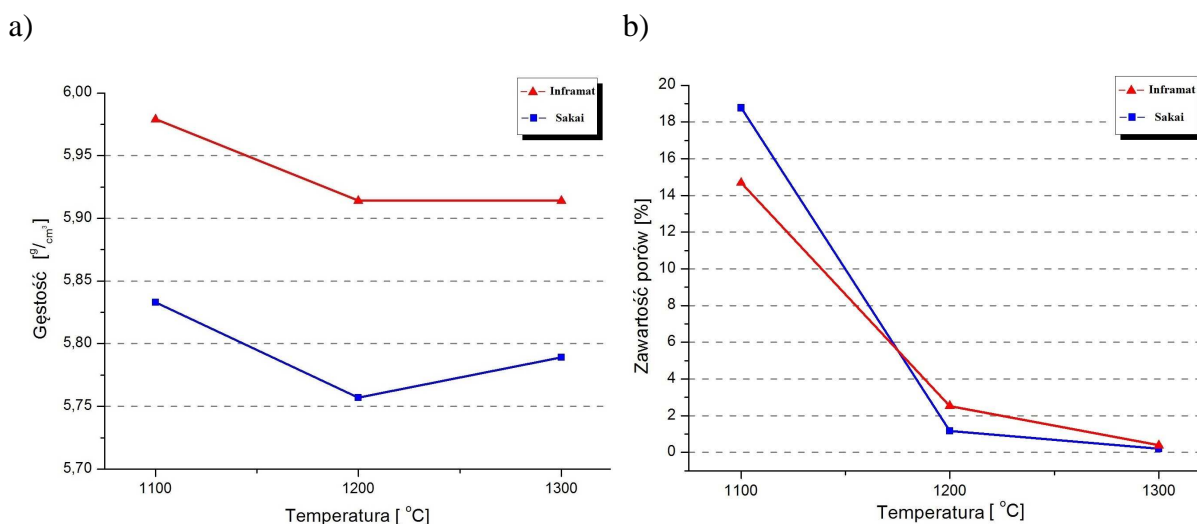 a)
b)
Inframat
Sakai
6,00
5,95
5,90
5,85
5,80
5,75
5,70
Gęstość [g/cm³]
1100
1200
1300
Temperatura [ °C]
Inframat
Sakai
20
18
16
14
12
10
8
6
4
2
0
Zawartość porów [%]
1100
1200
1300
Temperatura [ °C]